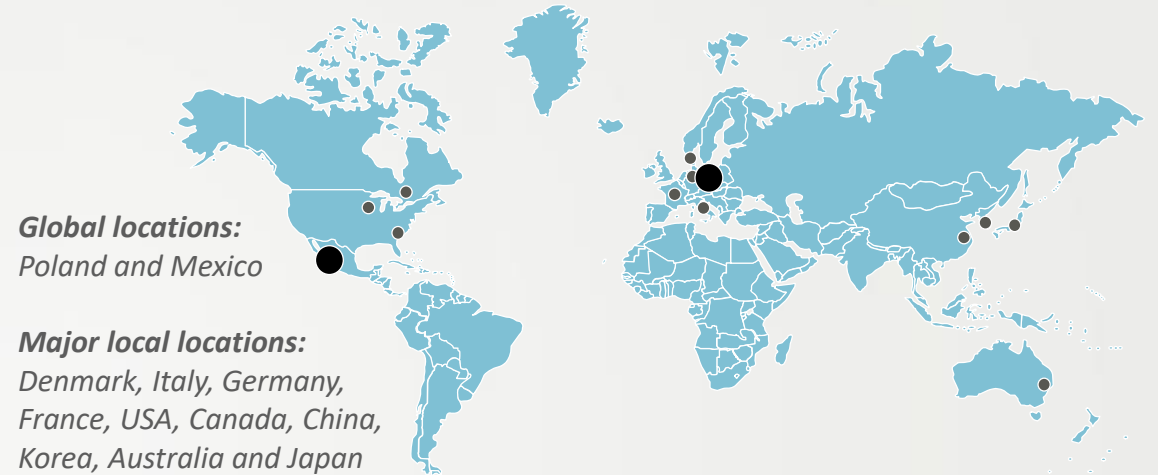 Global locations:
Poland and Mexico
Major local locations:
Denmark, Italy, Germany,
France, USA, Canada, China,
Korea, Australia and Japan